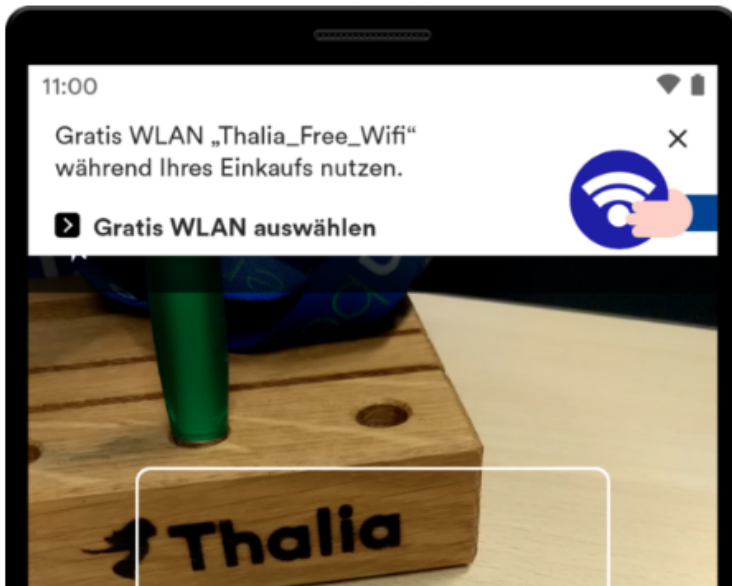 11:00
Gratis WLAN „Thalia_Free_Wifi“
während Ihres Einkaufs nutzen.
Gratis WLAN auswählen
Thalia